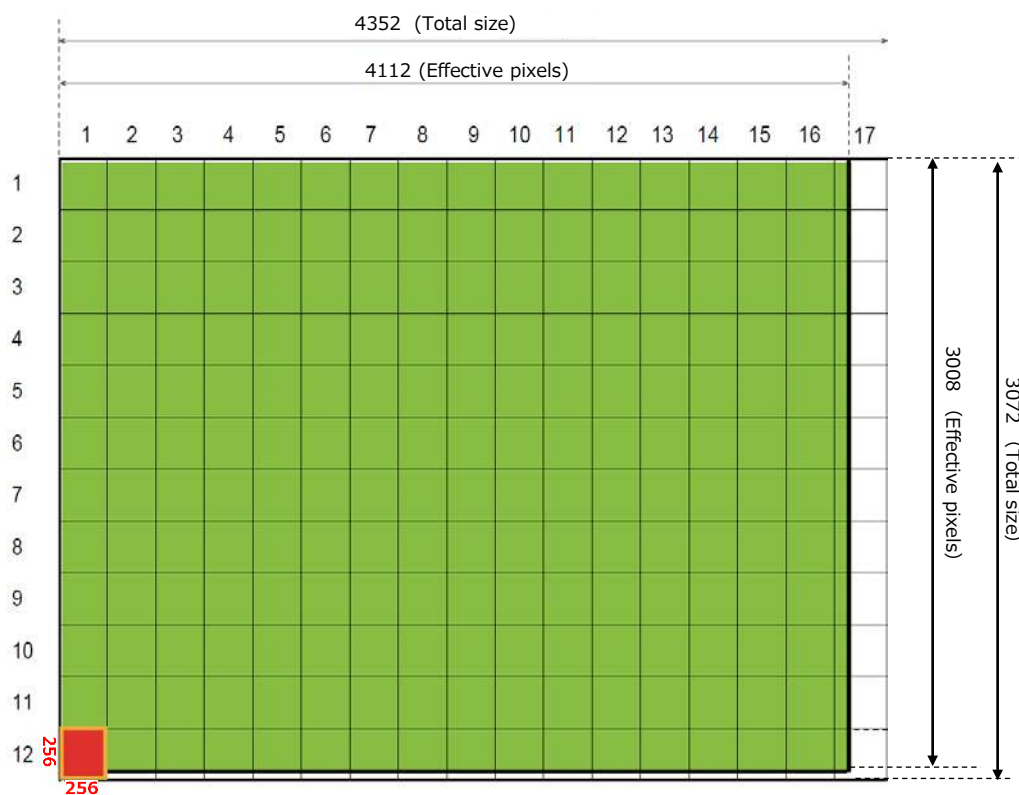 4352 (Total size)
4112 (Effective pixels)
1 2 3 4 5 6 7 8 9 10 11 12 13 14 15 16 17
1
2
3
4
5
6
7
8
9
10
11
12
256
256
3008 (Effective pixels)
3072 (Total size)